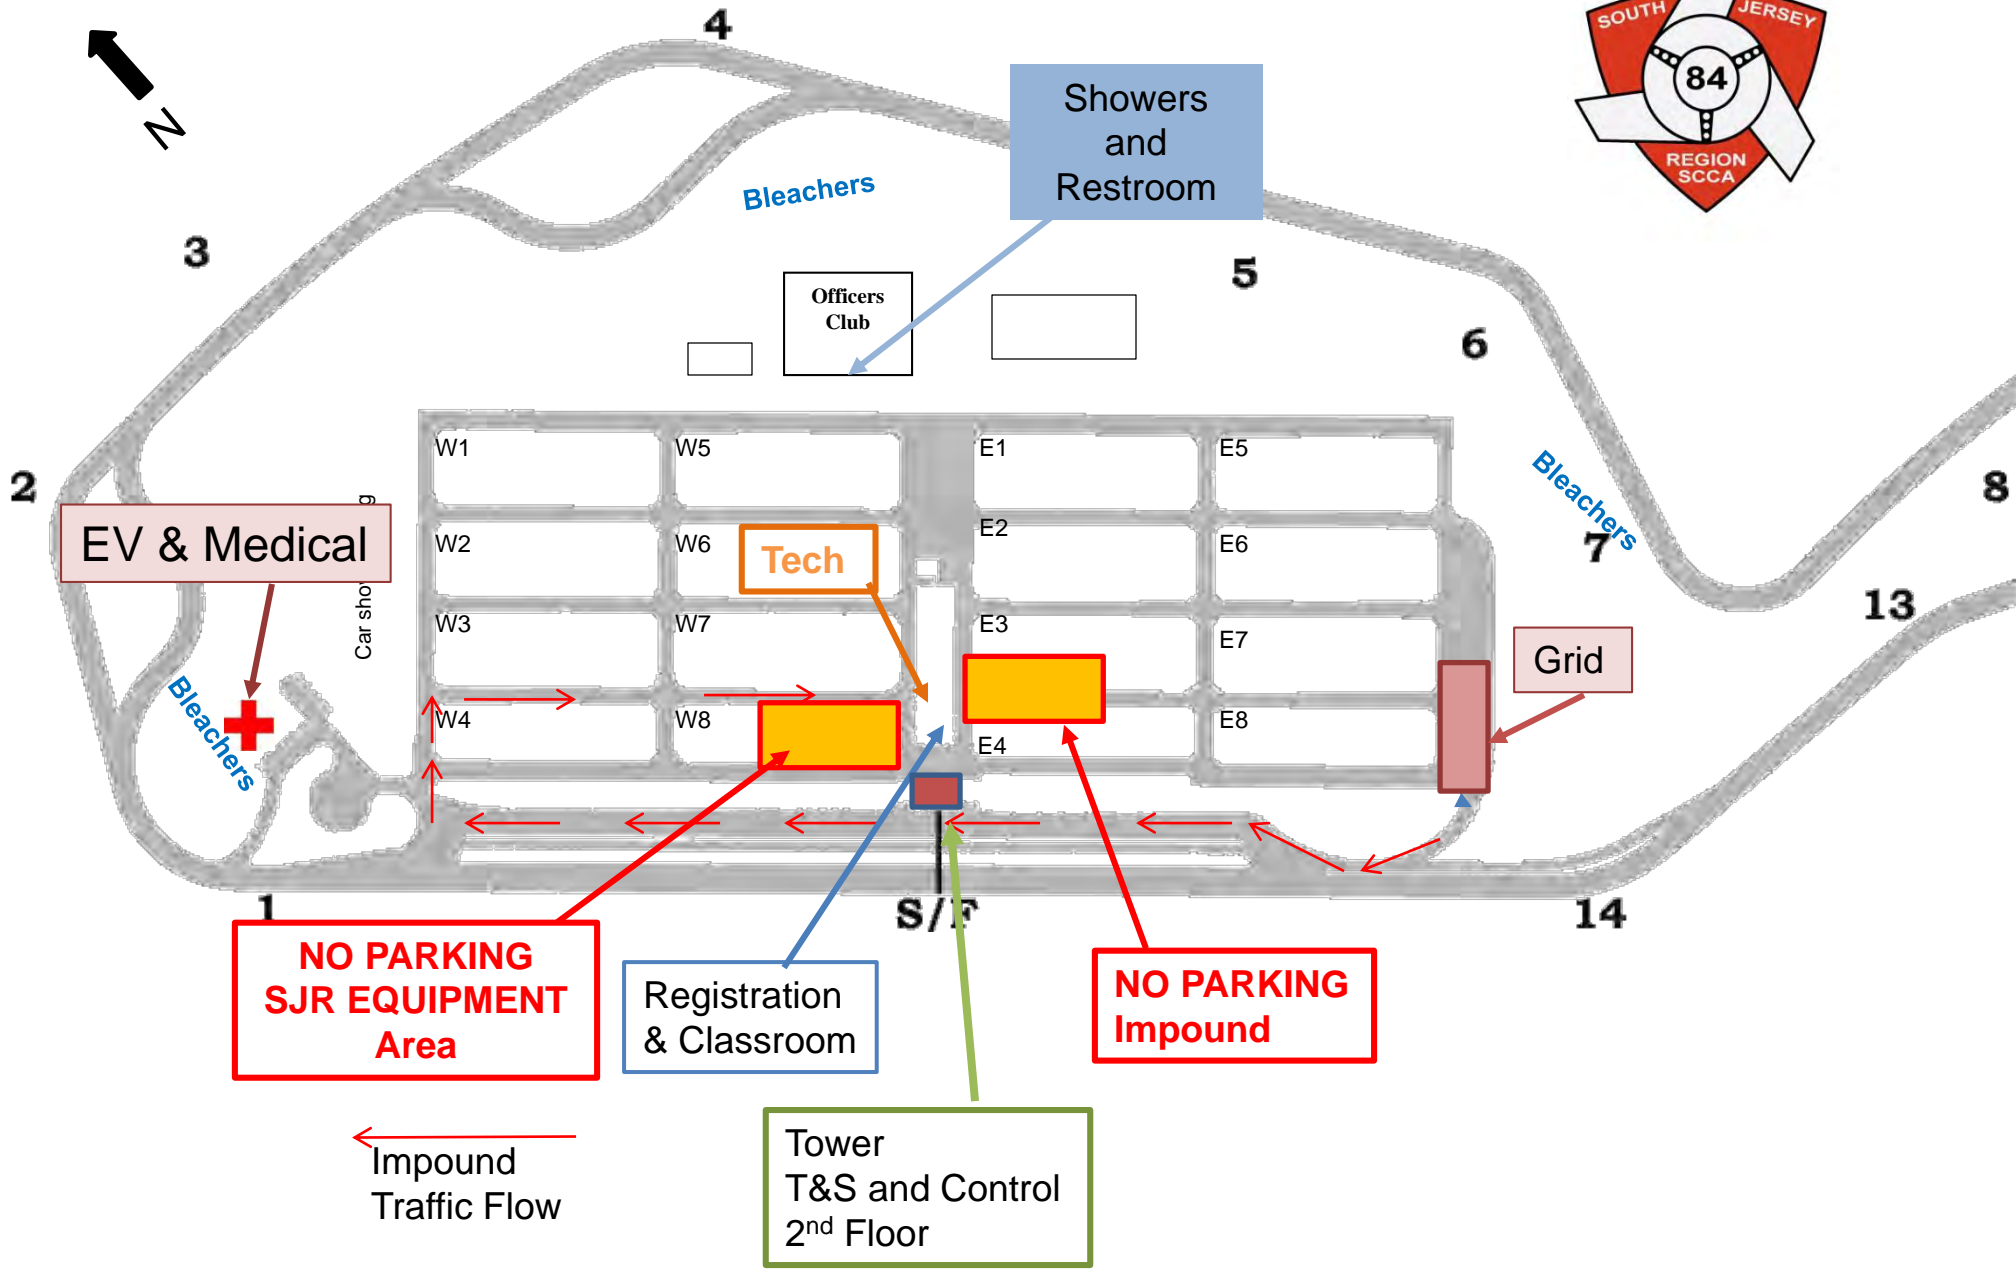 4
SOUTH
JERSEY
84
REGION
SCCA
N
Showers
and
Restroom
Bleachers
3
5
Officers
Club
6
W1
W5
E1
E5
Bleachers
2
8
EV & Medical
Car sho
W2
W6
Tech
E2
E6
7
13
W3
W7
E3
E7
Grid
Bleachers
W4
W8
E4
E8
1
S/F
14
NO PARKING
SJR EQUIPMENT
Area
Registration
& Classroom
NO PARKING
Impound
Impound
Traffic Flow
Tower
T&S and Control
2nd Floor